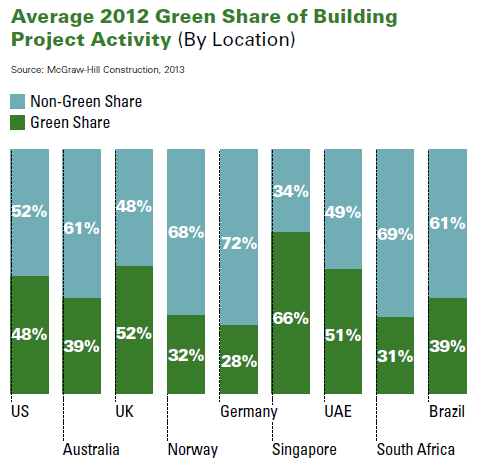 Average 2012 Green Share of Building
Project Activity (By Location)
Source: McGraw-Hill Construction, 2013
Non-Green Share
Green Share
52% 61% 48% 68% 72% 34% 49% 69% 61%
48% 39% 52% 32% 28% 66% 51% 31% 39%
US UK Germany UAE Brazil
Australia Norway Singapore South Africa